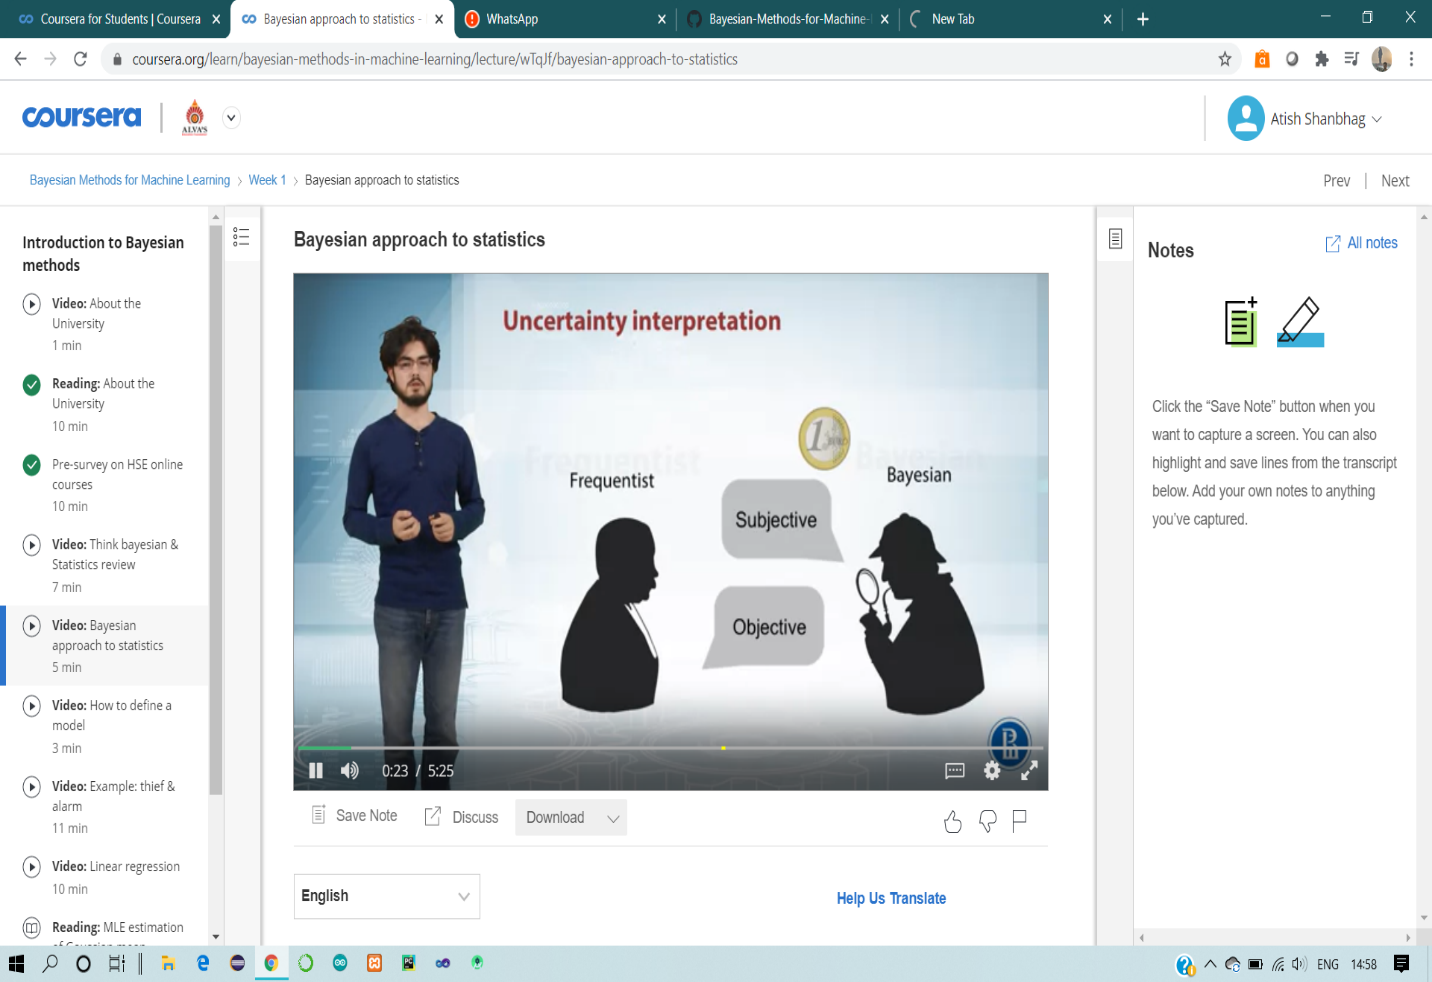 Coursera for Students | Coursera
Bayesian approach to statistics -
WhatsApp
Bayesian-Methods-for-Machine-
New Tab
coursera.org/learn/bayesian-methods-in-machine-learning/lecture/wTqJf/bayesian-approach-to-statistics
coursera
ALVA'S
Atish Shanbhag
Bayesian Methods for Machine Learning > Week 1 > Bayesian approach to statistics
Prev | Next
Introduction to Bayesian
methods
Video: About the
University
1 min
Reading: About the
University
10 min
Pre-survey on HSE online
courses
10 min
Video: Think bayesian &
Statistics review
7 min
Video: Bayesian
approach to statistics
5 min
Video: How to define a
model
3 min
Video: Example: thief &
alarm
11 min
Video: Linear regression
10 min
Reading: MLE estimation
of Gaussian mean
Bayesian approach to statistics
Uncertainty interpretation
Frequentist
Bayesian
1
Frequentist
Bayesian
Subjective
Objective
0:23 / 5:25
Save Note
Discuss
Download
English
Help Us Translate
Notes
All notes
Click the “Save Note” button when you
want to capture a screen. You can also
highlight and save lines from the transcript
below. Add your own notes to anything
you’ve captured.
ENG
14:58